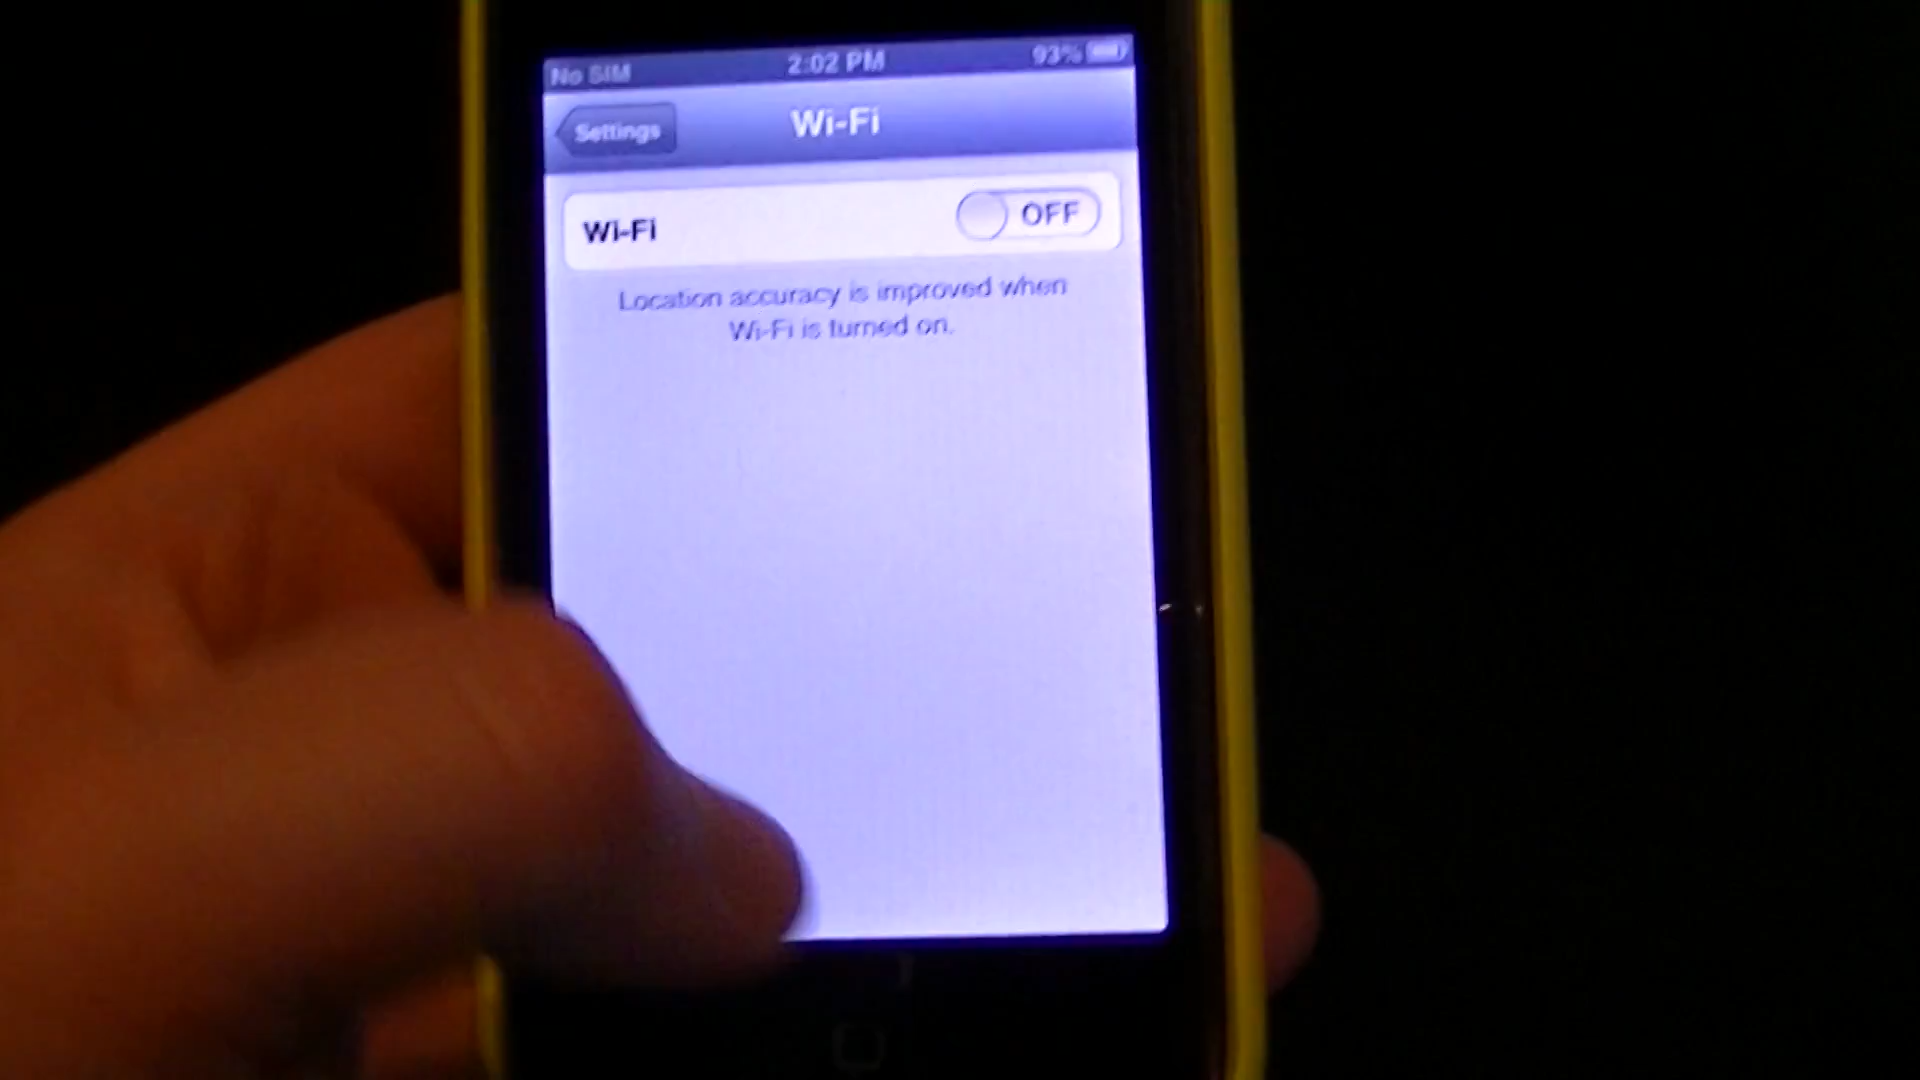 No SIM 2:02 PM 93%
Settings Wi-Fi
Wi-Fi OFF
Location accuracy is improved when
Wi-Fi is turned on.